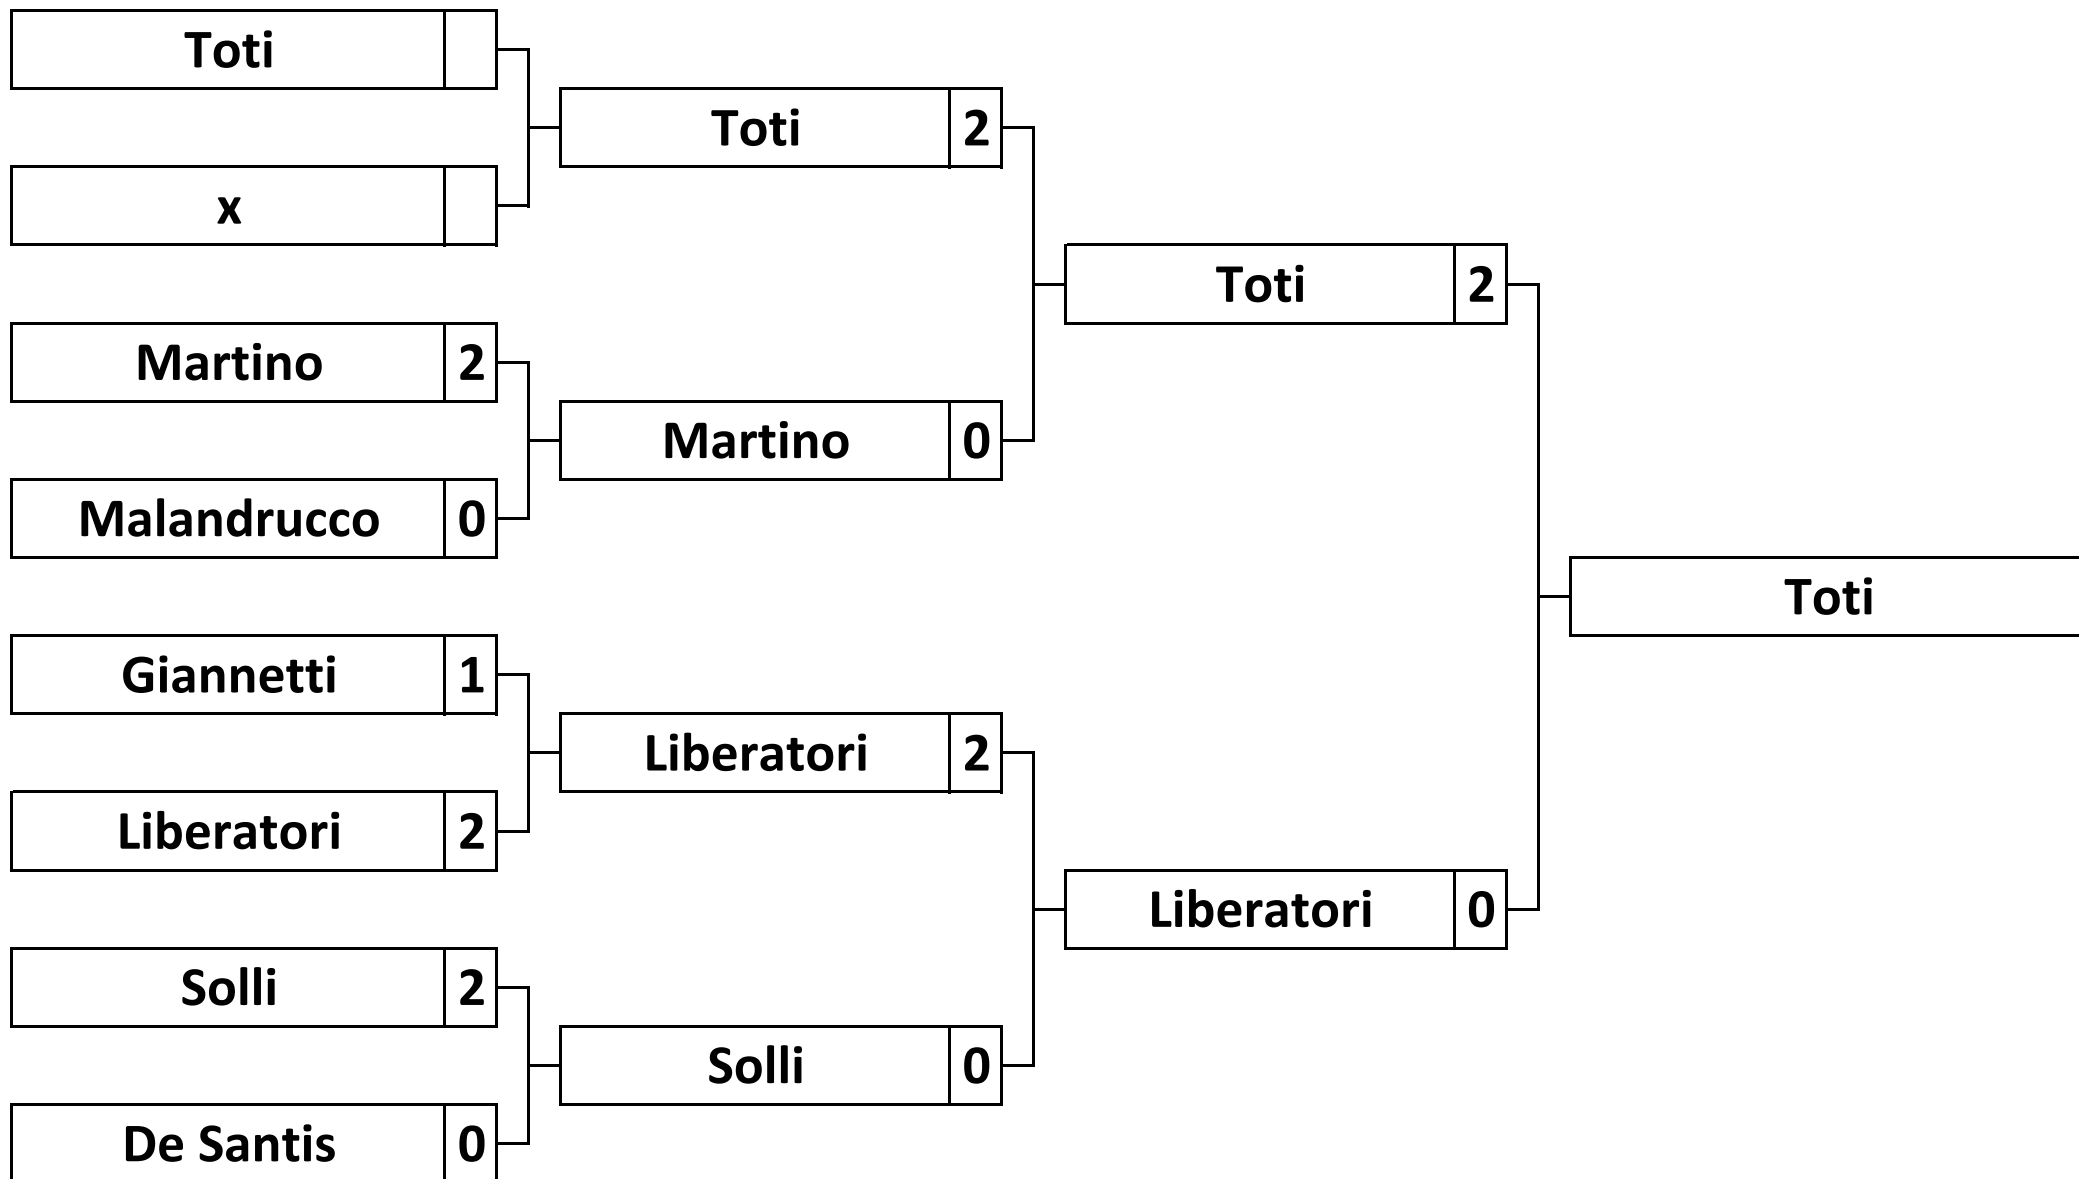 Toti
x
Martino 2
Malandrucco 0
Giannetti 1
Liberatori 2
Solli 2
De Santis 0
Toti 2
Martino 0
Liberatori 2
Solli 0
Toti 2
Liberatori 0
Toti